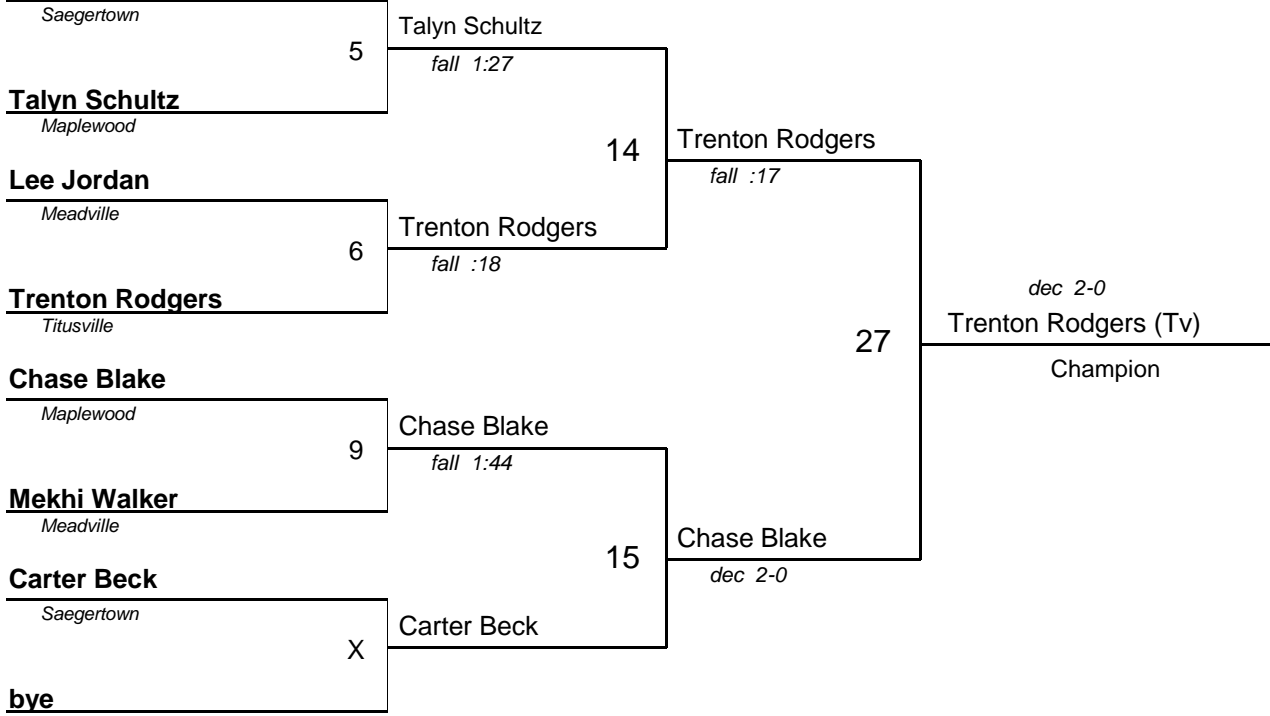 Saegertown
Talyn Schultz
5
fall 1:27
Talyn Schultz
Maplewood
Trenton Rodgers
14
fall :17
Lee Jordan
Meadville
Trenton Rodgers
6
fall :18
dec 2-0
Trenton Rodgers
Titusville
Trenton Rodgers (Tv)
27
Champion
Chase Blake
Maplewood
Chase Blake
9
fall 1:44
Mekhi Walker
Meadville
Chase Blake
15
dec 2-0
Carter Beck
Saegertown
Carter Beck
X
bye